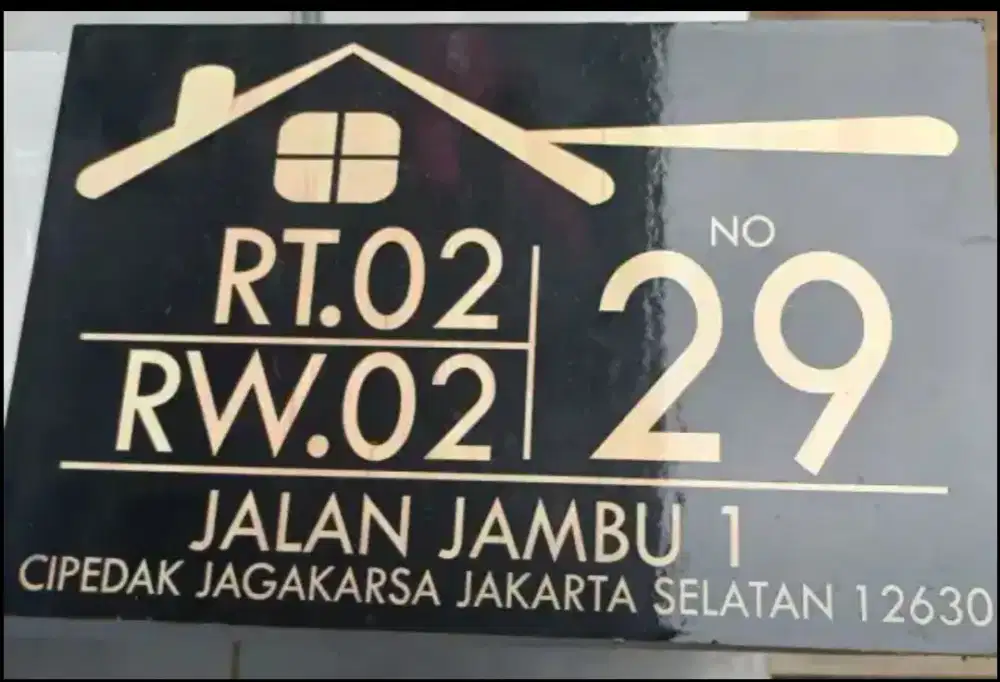 RT.02
RW.02
NO
29
JALAN JAMBU 1
CIPEDAK JAGAKARSA JAKARTA SELATAN 12630